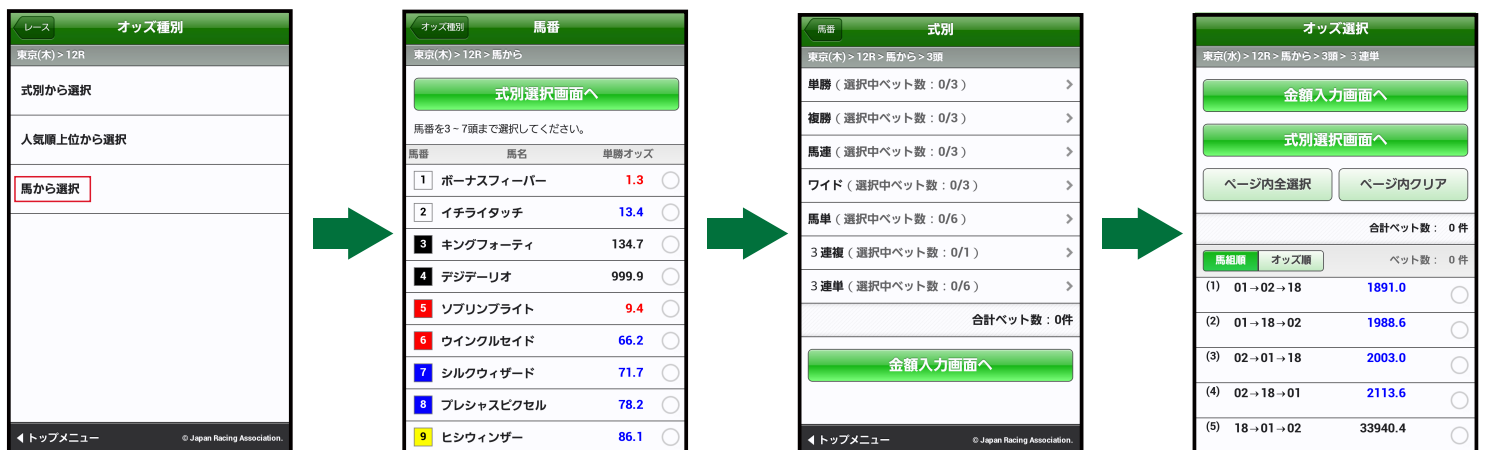 レース
オッズ種別
東京(木)>12R
式別から選択
人気順上位から選択
馬から選択
トップメニュー
© Japan Racing Association.
オッズ種別
馬番
東京(木)>12R>馬から
式別選択画面へ
馬番を3~7頭まで選択してください。
馬番 馬名 単勝オッズ
1 ボーナスフィーバー 1.3
2 イチライタッチ 13.4
3 キングフォーティ 134.7
4 デジデーリオ 999.9
5 ソブリンブライト 9.4
6 ウインクルセイド 66.2
7 シルクウィザード 71.7
8 プレシャスピクセル 78.2
9 ヒシウィンザー 86.1
馬番
式別
東京(木)>12R>馬から>3頭
単勝(選択中ベット数:0/3)
複勝(選択中ベット数:0/3)
馬連(選択中ベット数:0/3)
ワイド(選択中ベット数:0/3)
馬単(選択中ベット数:0/6)
3連複(選択中ベット数:0/1)
3連単(選択中ベット数:0/6)
合計ベット数:0件
金額入力画面へ
トップメニュー
© Japan Racing Association.
オッズ選択
東京(水)>12R>馬から>3頭>3連単
金額入力画面へ
式別選択画面へ
ページ内全選択 ページ内クリア
合計ベット数: 0件
馬組順 オッズ順 ベット数: 0件
(1) 01→02→18 1891.0
(2) 01→18→02 1988.6
(3) 02→01→18 2003.0
(4) 02→18→01 2113.6
(5) 18→01→02 33940.4